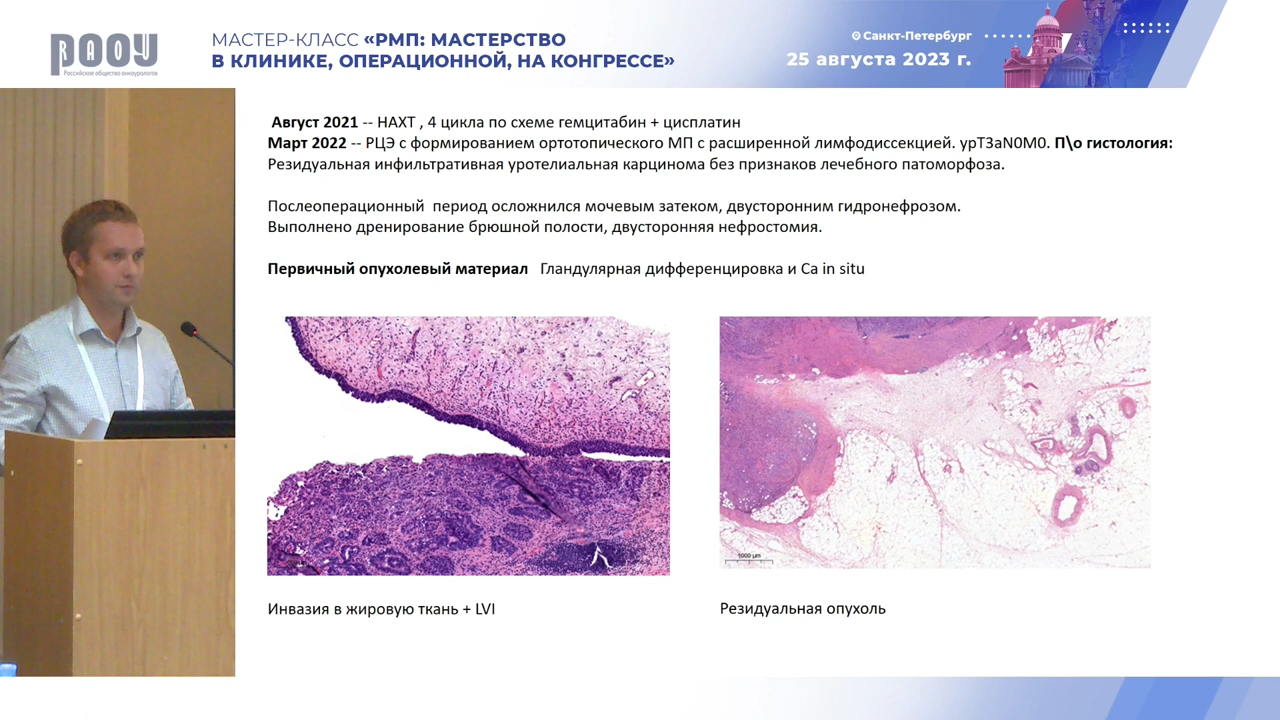 RAOY
Российское общество онкоурологов
МАСТЕР-КЛАСС «РМП: МАСТЕРСТВО
В КЛИНИКЕ, ОПЕРАЦИОННОЙ, НА КОНГРЕССЕ»
Санкт-Петербург
25 августа 2023 г.
Август 2021 -- НАХТ , 4 цикла по схеме гемцитабин + цисплатин
Март 2022 -- РЦЭ с формированием ортотопического МП с расширенной лимфодиссекцией. урТ3аN0M0. П\о гистология:
Резидуальная инфильтративная уротелиальная карцинома без признаков лечебного патоморфоза.
Послеоперационный период осложнился мочевым затеком, двусторонним гидронефрозом.
Выполнено дренирование брюшной полости, двусторонняя нефростомия.
Первичный опухолевый материал Гландулярная дифференцировка и Ca in situ
1000 µm
Инвазия в жировую ткань + LVI
Резидуальная опухоль